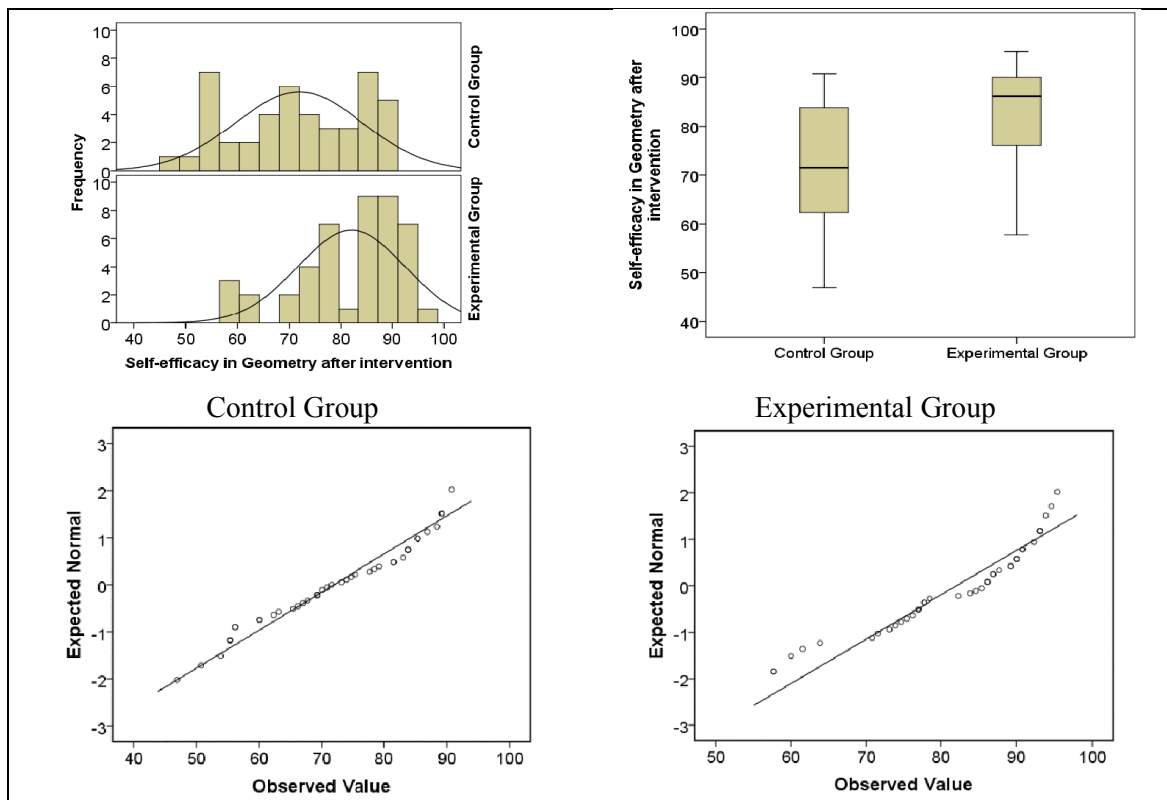 10
8
6
4
2
0
Control Group
10
8
6
4
2
0
Experimental Group
Frequency
40 50 60 70 80 90 100
Self-efficacy in Geometry after intervention
100
90
80
70
60
50
40
Self-efficacy in Geometry after
intervention
Control Group Experimental Group
Control Group
3
2
1
0
-1
-2
-3
Expected Normal
40 50 60 70 80 90 100
Observed Value
Experimental Group
3
2
1
0
-1
-2
-3
Expected Normal
50 60 70 80 90 100
Observed Value